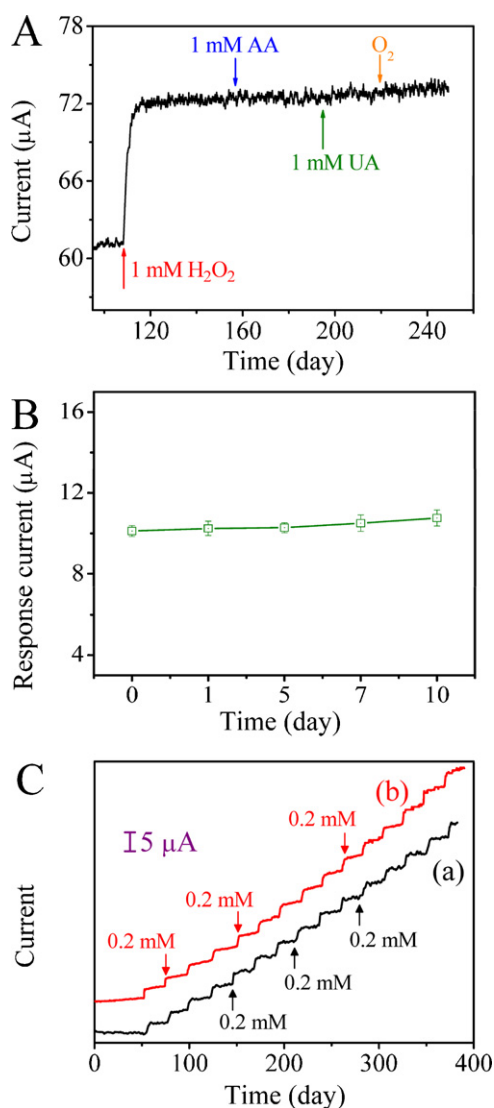 A
78
72
66
60
Current (μA)
1 mM AA
O₂
1 mM UA
1 mM H₂O₂
120 160 200 240
Time (day)
B
16
12
8
4
Response current (μA)
0 1 5 7 10
Time (day)
C
(b)
0.2 mM
5 μA
(a)
0.2 mM
0.2 mM
0.2 mM
0.2 mM
0.2 mM
Current
0 100 200 300 400
Time (day)